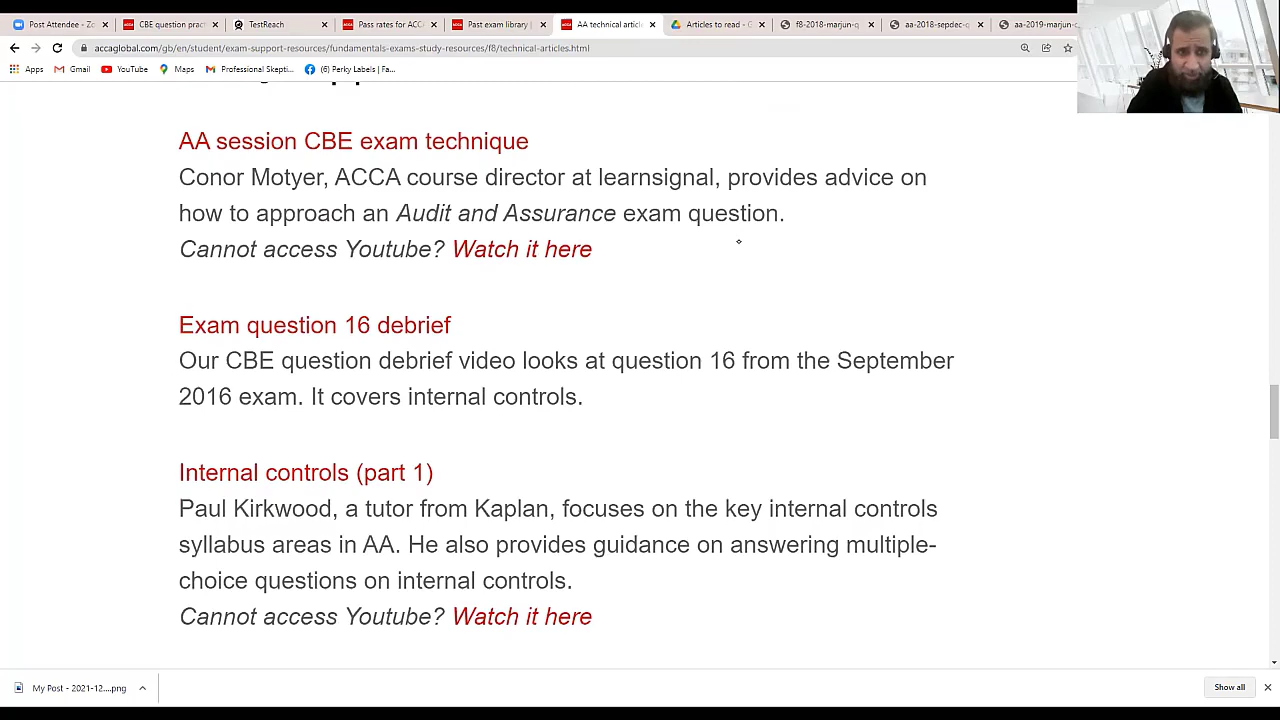 Post Attendee - Zo
CBE question pract
TestReach
Pass rates for ACC
Past exam library |
AA technical article
Articles to read - G
f8-2018-marjun-q
aa-2018-sepdec-q
aa-2019-marjun-q
accaglobal.com/gb/en/student/exam-support-resources/fundamentals-exams-study-resources/f8/technical-articles.html
Apps
Gmail
YouTube
Maps
Professional Skepti...
(6) Perky Labels | Fa...
AA session CBE exam technique
Conor Motyer, ACCA course director at learnsignal, provides advice on
how to approach an Audit and Assurance exam question.
Cannot access Youtube? Watch it here
Exam question 16 debrief
Our CBE question debrief video looks at question 16 from the September
2016 exam. It covers internal controls.
Internal controls (part 1)
Paul Kirkwood, a tutor from Kaplan, focuses on the key internal controls
syllabus areas in AA. He also provides guidance on answering multiple-
choice questions on internal controls.
Cannot access Youtube? Watch it here
My Post - 2021-12....png
Show all